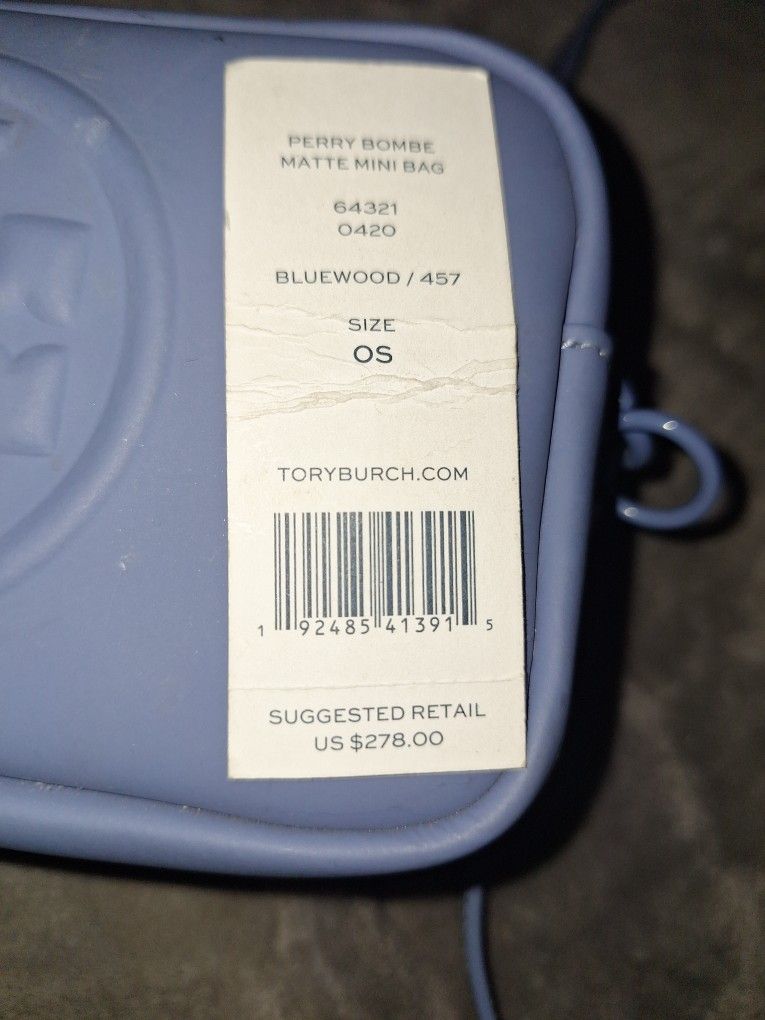 PERRY BOMBE
MATTE MINI BAG
64321
0420
BLUEWOOD / 457
SIZE
OS
TORYBURCH.COM
1 92485 41391 5
SUGGESTED RETAIL
US $278.00